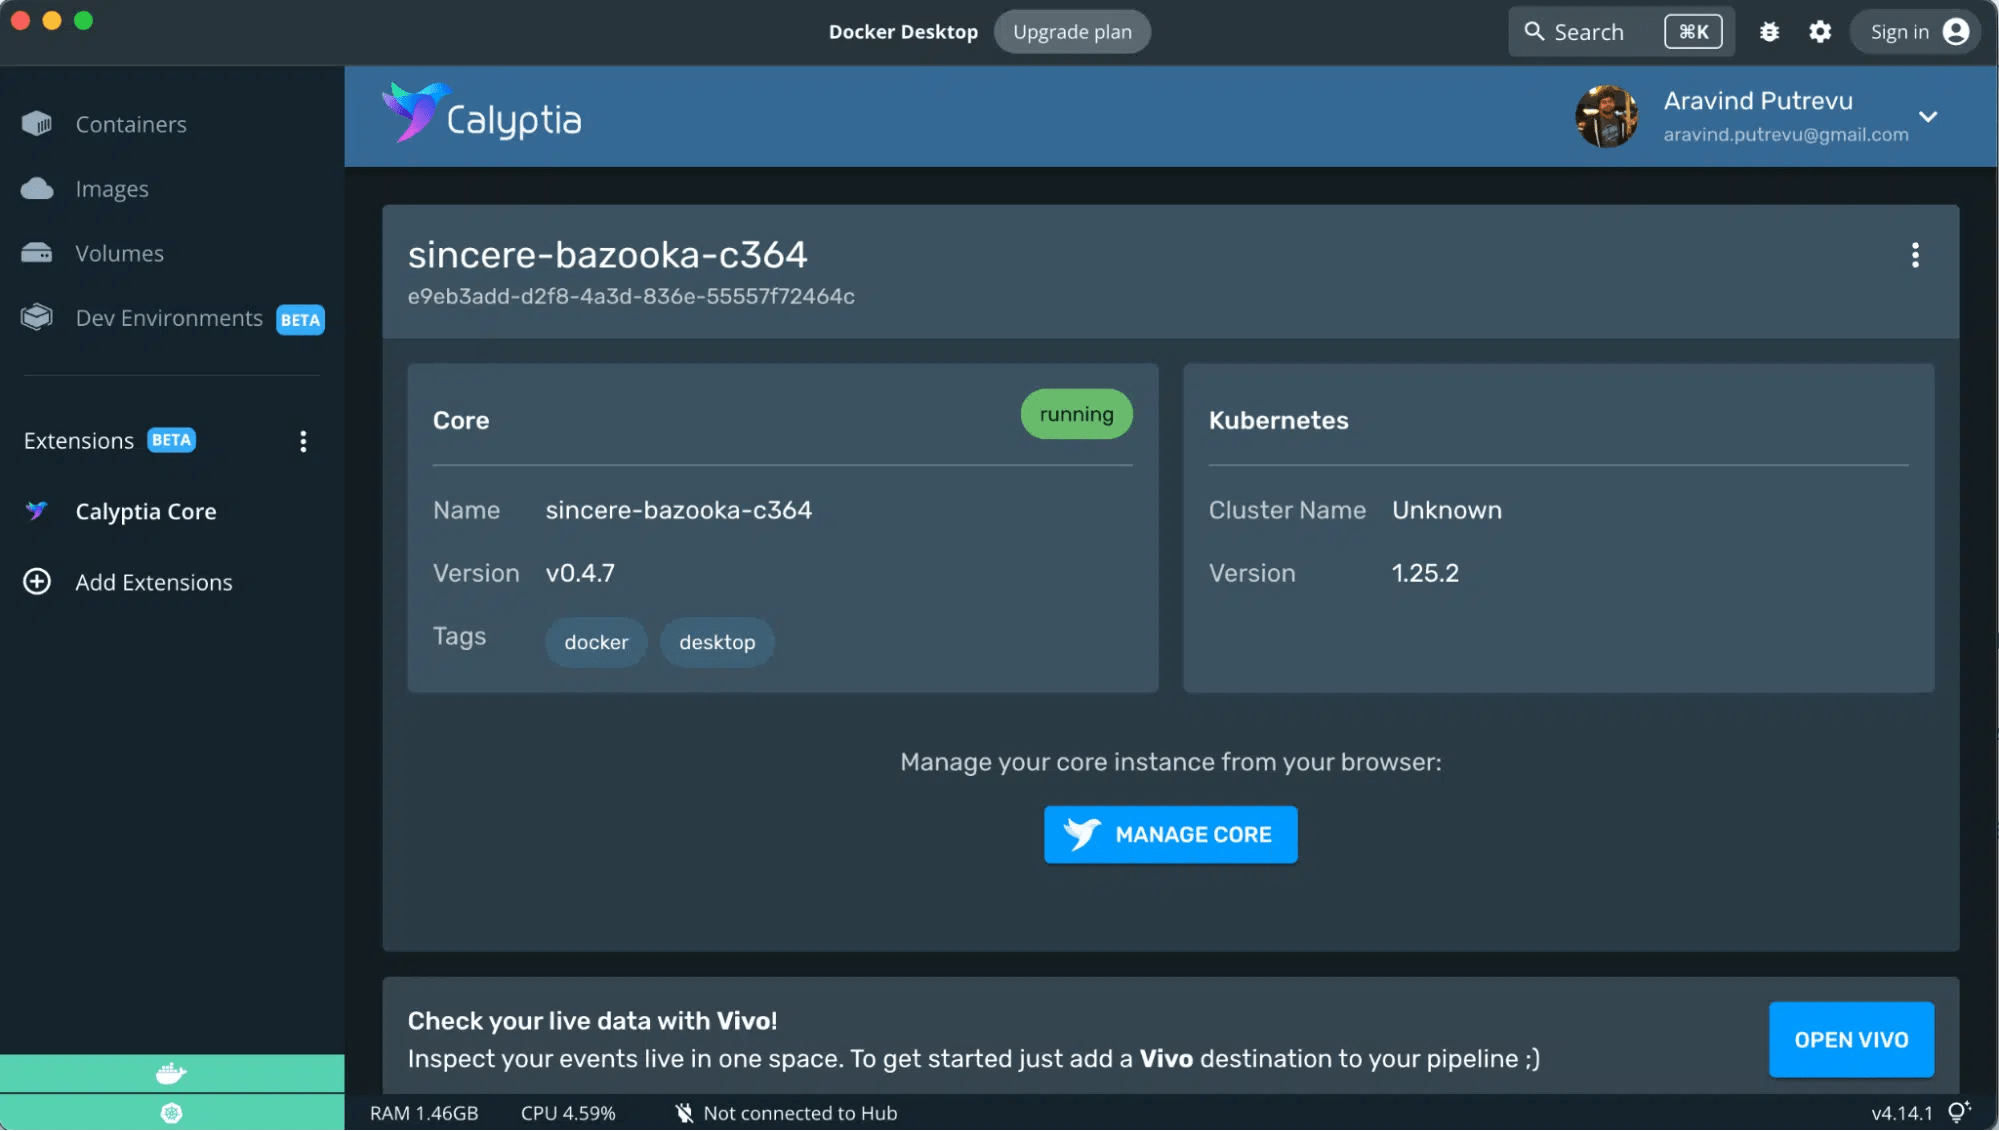 Docker Desktop
Upgrade plan
Search
⌘K
Sign in
Containers
Images
Volumes
Dev Environments BETA
Extensions BETA
Calyptia Core
Add Extensions
Calyptia
Aravind Putrevu
aravind.putrevu@gmail.com
sincere-bazooka-c364
e9eb3add-d2f8-4a3d-836e-55557f72464c
Core
running
Name sincere-bazooka-c364
Version v0.4.7
Tags docker desktop
Kubernetes
Cluster Name Unknown
Version 1.25.2
Manage your core instance from your browser:
MANAGE CORE
Check your live data with Vivo!
Inspect your events live in one space. To get started just add a Vivo destination to your pipeline ;)
OPEN VIVO
RAM 1.46GB CPU 4.59% Not connected to Hub
v4.14.1